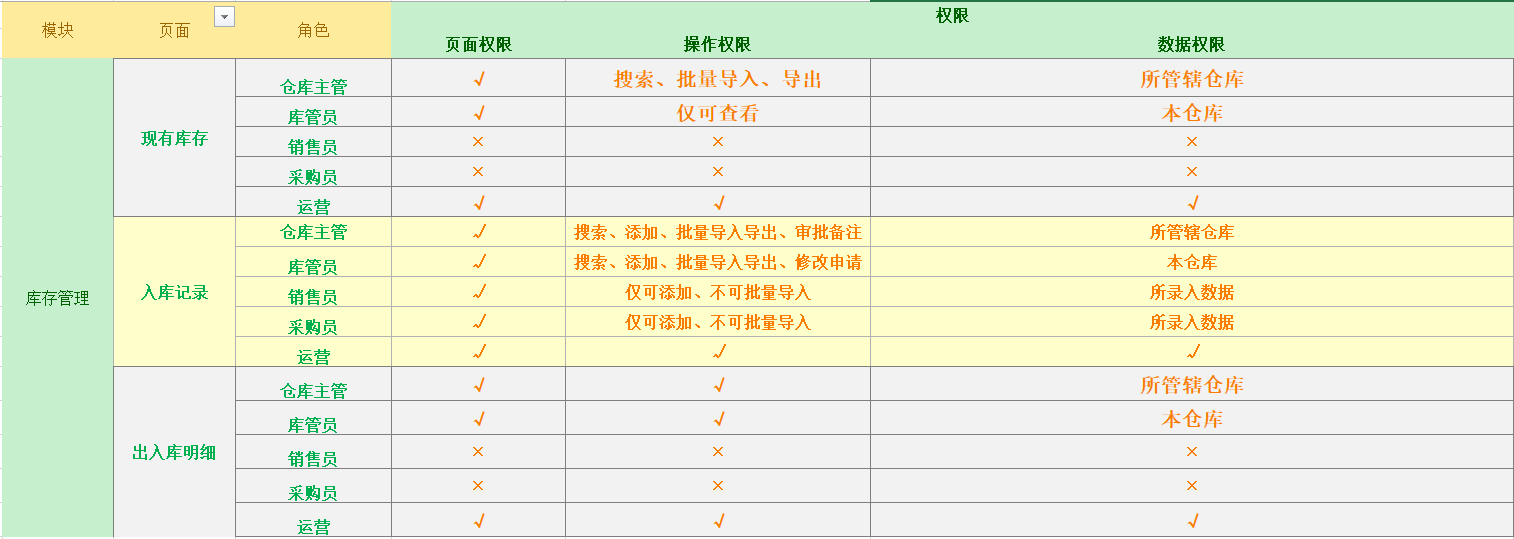 模块 页面 角色 权限
页面权限 操作权限 数据权限
库存管理
现有库存
仓库主管 √ 搜索、批量导入、导出 所管辖仓库
库管员 √ 仅可查看 本仓库
销售员 × × ×
采购员 × × ×
运营 √ √ √
入库记录
仓库主管 √ 搜索、添加、批量导入导出、审批备注 所管辖仓库
库管员 √ 搜索、添加、批量导入导出、修改申请 本仓库
销售员 √ 仅可添加、不可批量导入 所录入数据
采购员 √ 仅可添加、不可批量导入 所录入数据
运营 √ √ √
出入库明细
仓库主管 √ √ 所管辖仓库
库管员 √ √ 本仓库
销售员 × × ×
采购员 × × ×
运营 √ √ √